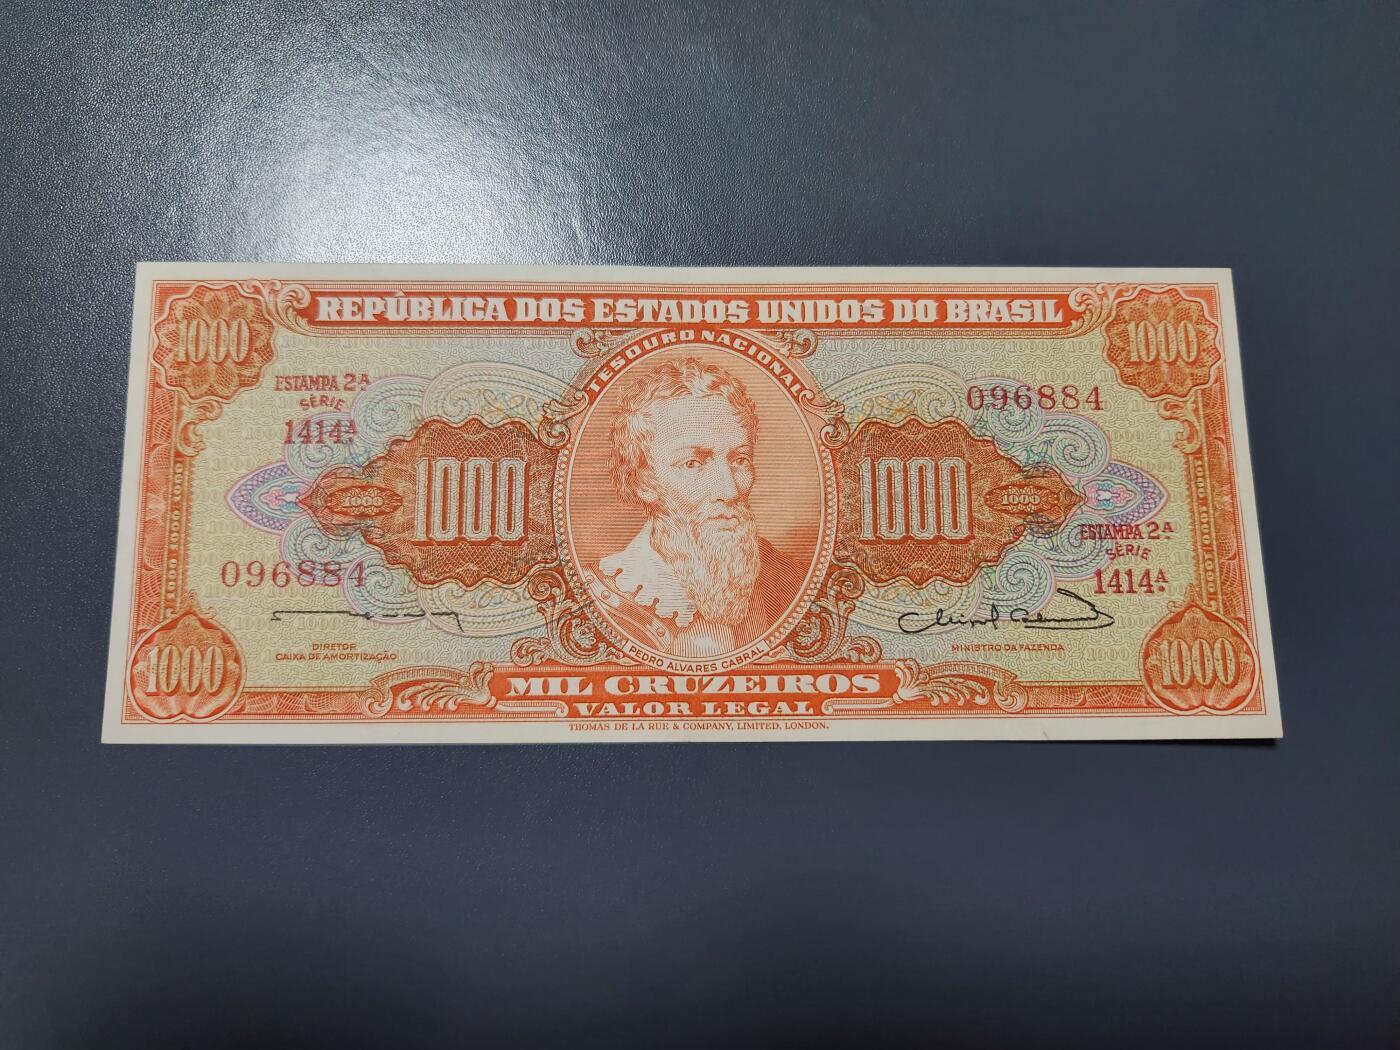 REPÚBLICA DOS ESTADOS UNIDOS DO BRASIL
1000
1000
TESOURO NACIONAL
ESTAMPA 2ª
SÉRIE
1414ª
096884
1000
1000
1000
1000
ESTAMPA 2ª
SÉRIE
1414ª
096884
DIRETOR
CAIXA DE AMORTIZAÇÃO
MINISTRO DA FAZENDA
PEDRO ALVARES CABRAL
1000
1000
MIL CRUZEIROS
VALOR LEGAL
THOMAS DE LA RUE & COMPANY, LIMITED, LONDON.